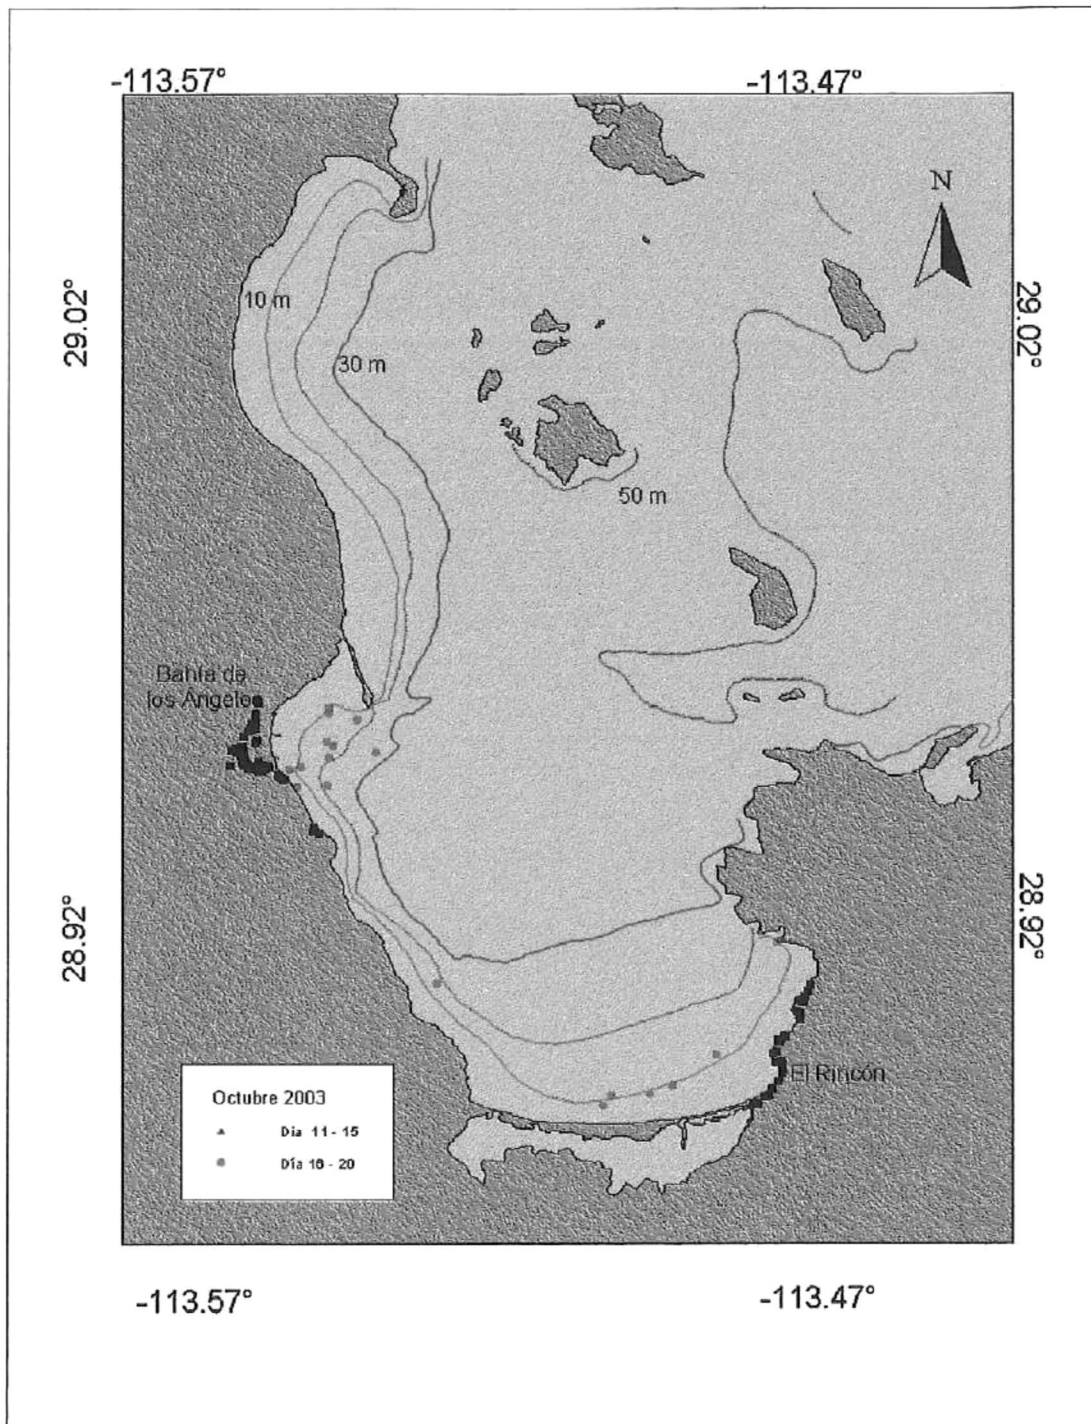 -113.57° -113.47°
N
29.02° 29.02°
10 m
30 m
50 m
Bahía de
los Angeles
28.92° 28.92°
El Rincón
Octubre 2003
Día 11 - 15
Día 16 - 20
-113.57° -113.47°